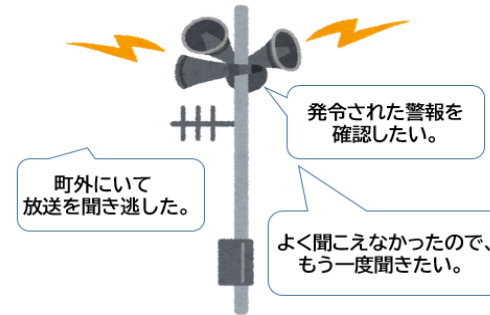 発令された警報を
確認したい。
町外にいて
放送を聞き逃した。
よく聞こえなかったので、
もう一度聞きたい。